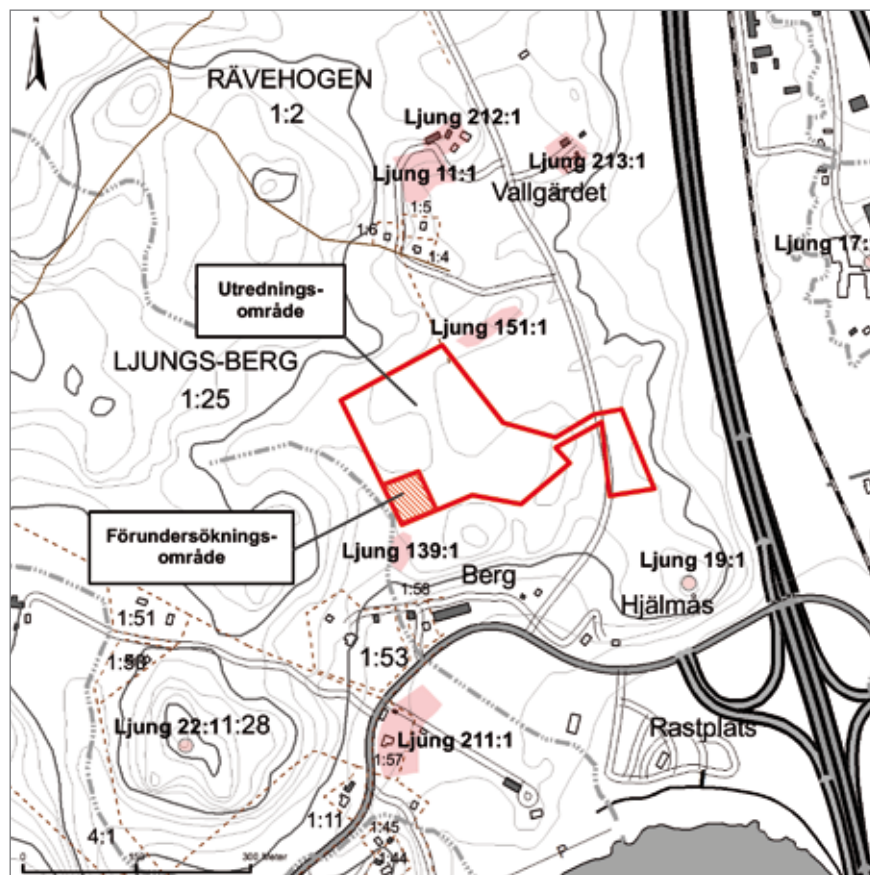 N
RÄVEHOGEN
1:2
Ljung 212:1
Ljung 213:1
Ljung 11:1
Vallgärdet
1:5
1:6
1:4
Ljung 17:
Utrednings-
område
Ljung 151:1
LJUNGS-BERG
1:25
Förundersöknings-
område
Ljung 139:1
Berg
Ljung 19:1
Hjälmås
1:58
1:51
1:53
Ljung 22:1
1:28
Ljung 211:1
Rastplats
1:57
1:11
4:1
1:45
1:44
P
0
150
300 Meter